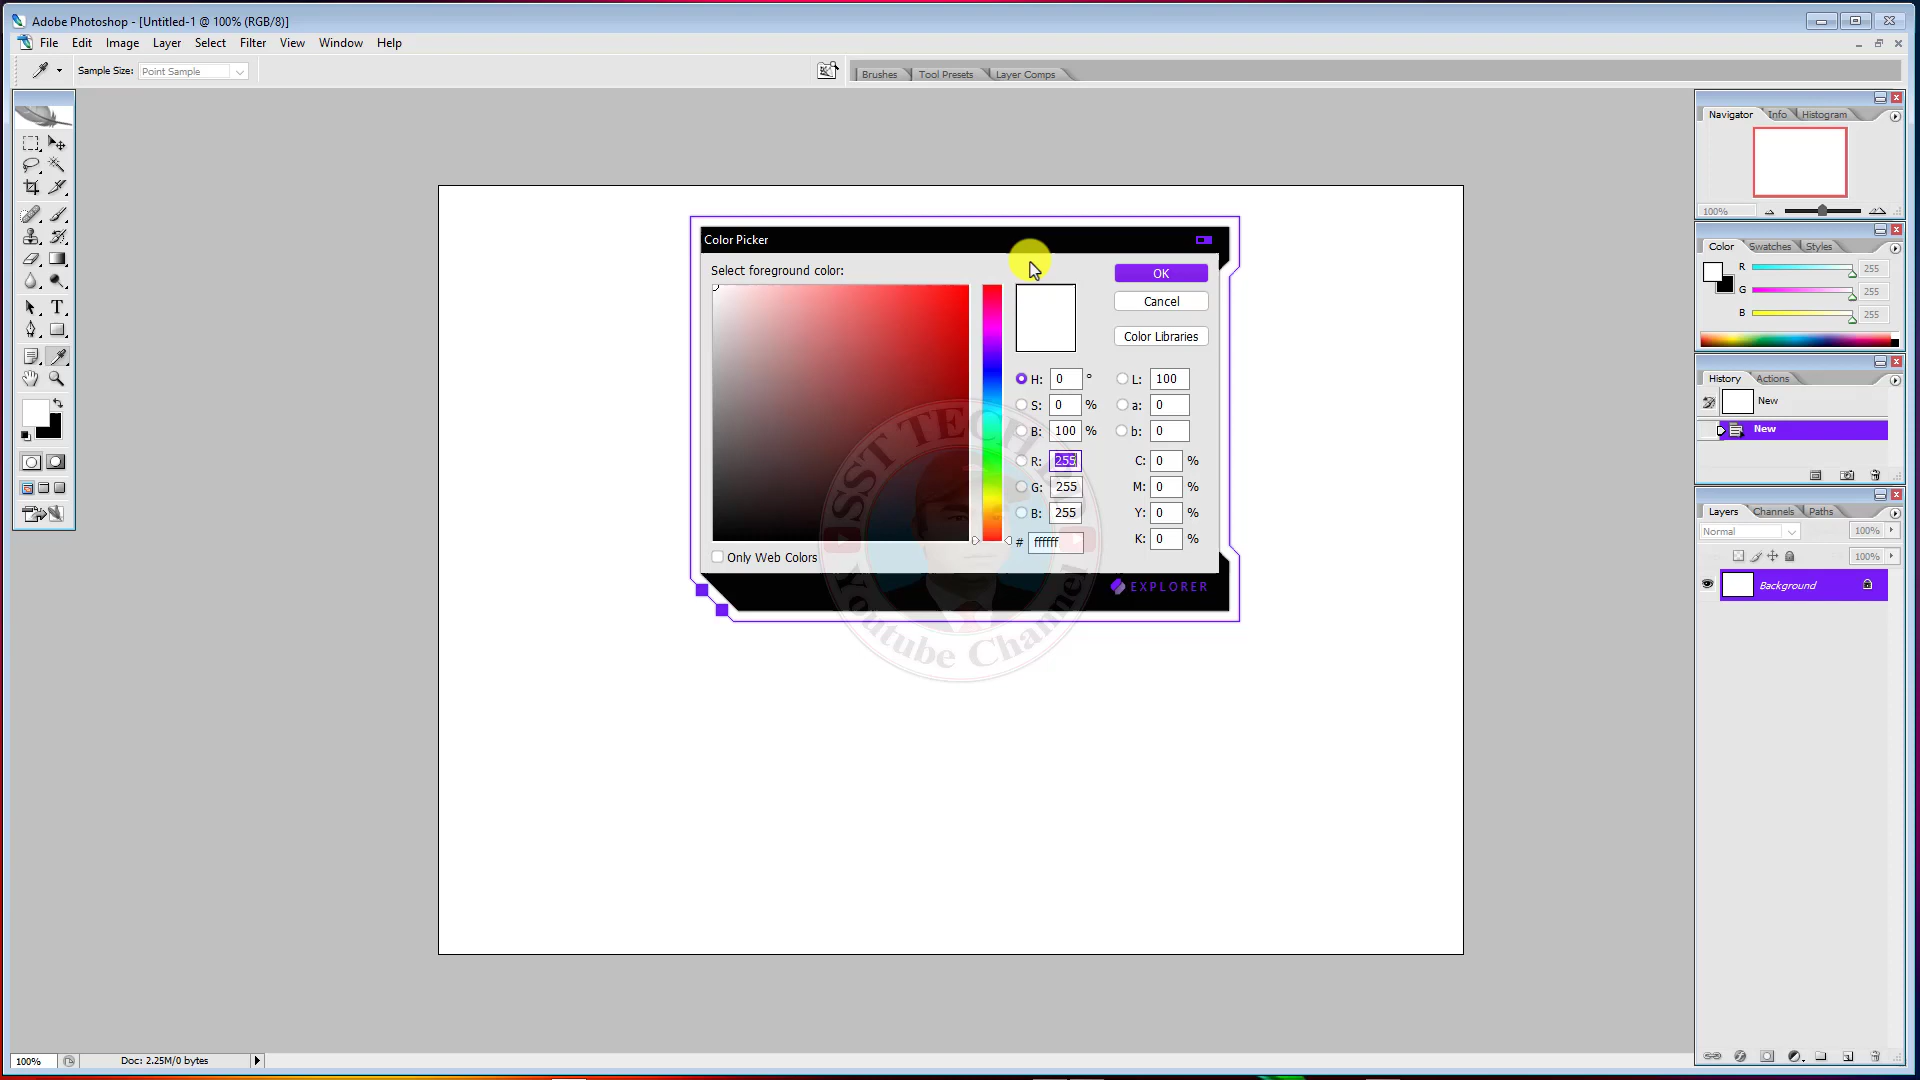 Adobe Photoshop - [Untitled-1 @ 100% (RGB/8)]
File Edit Image Layer Select Filter View Window Help
Sample Size: Point Sample
Brushes Tool Presets Layer Comps
Navigator Info Histogram
100%
Color Swatches Styles
R 255
G 255
B 255
History Actions
New
New
Layers Channels Paths
Normal 100%
100%
Background
Color Picker
Select foreground color:
OK
Cancel
Color Libraries
H: 0 ° L: 100
S: 0 % a: 0
B: 100 % b: 0
R: 255 C: 0 %
G: 255 M: 0 %
B: 255 Y: 0 %
# ffffff K: 0 %
Only Web Colors
EXPLORER
SST TECH
Youtube Channel
T
100% Doc: 2.25M/0 bytes